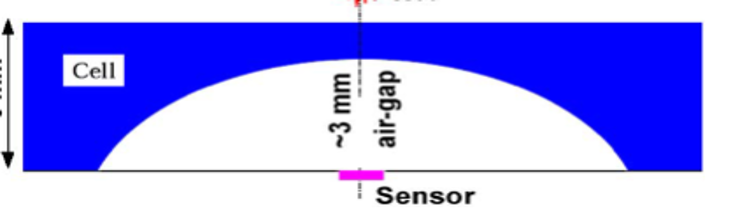 Cell
~3 mm
air-gap
Sensor